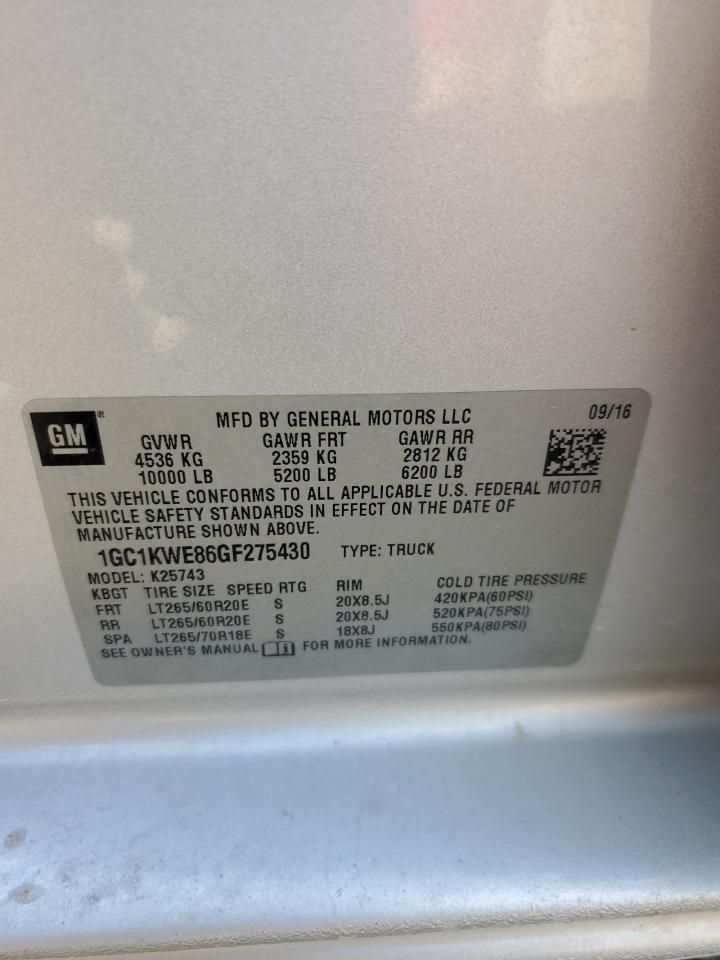 GM ®
MFD BY GENERAL MOTORS LLC 09/16
GVWR GAWR FRT GAWR RR
4536 KG 2359 KG 2812 KG
10000 LB 5200 LB 6200 LB
THIS VEHICLE CONFORMS TO ALL APPLICABLE U.S. FEDERAL MOTOR
VEHICLE SAFETY STANDARDS IN EFFECT ON THE DATE OF
MANUFACTURE SHOWN ABOVE.
1GC1KWE86GF275430 TYPE: TRUCK
MODEL: K25743
KBGT TIRE SIZE SPEED RTG RIM COLD TIRE PRESSURE
FRT LT265/60R20E S 20X8.5J 420KPA(60PSI)
RR LT265/60R20E S 20X8.5J 520KPA(75PSI)
SPA LT265/70R18E S 18X8J 550KPA(80PSI)
SEE OWNER'S MANUAL i FOR MORE INFORMATION.